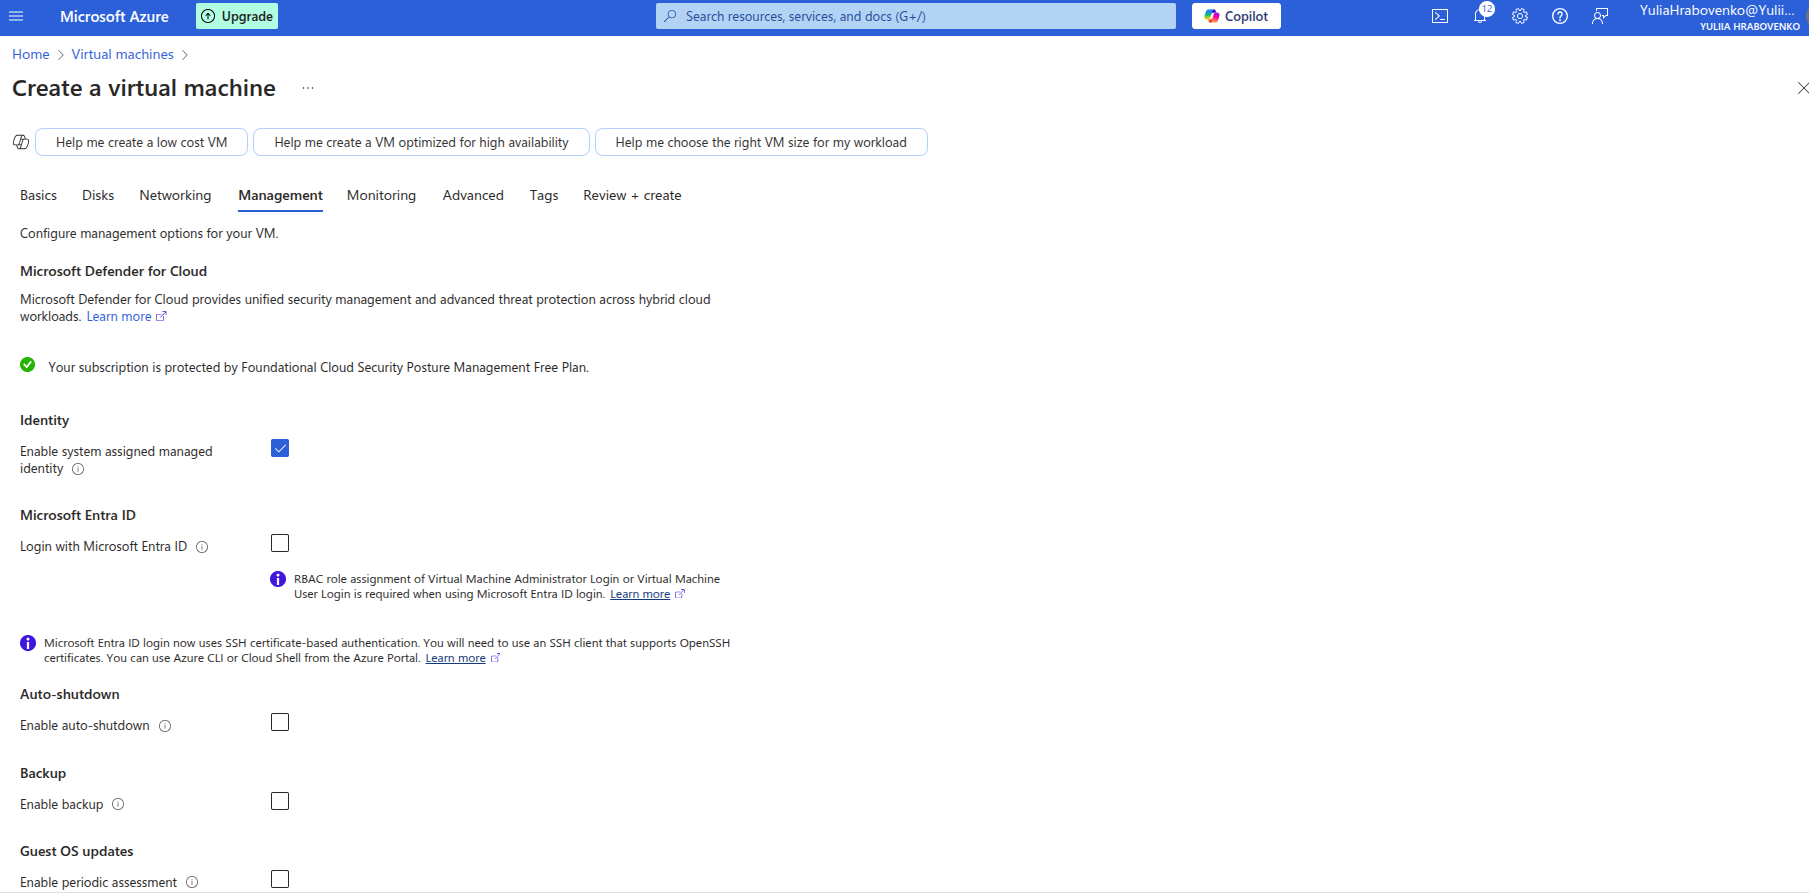 Microsoft Azure
Upgrade
Search resources, services, and docs (G+/)
Copilot
12
YuliaHrabovenko@Yulii...
YULIIA HRABOVENKO
Home > Virtual machines >
Create a virtual machine ...
Help me create a low cost VM
Help me create a VM optimized for high availability
Help me choose the right VM size for my workload
Basics Disks Networking Management Monitoring Advanced Tags Review + create
Configure management options for your VM.
Microsoft Defender for Cloud
Microsoft Defender for Cloud provides unified security management and advanced threat protection across hybrid cloud
workloads. Learn more
Your subscription is protected by Foundational Cloud Security Posture Management Free Plan.
Identity
Enable system assigned managed
identity
Microsoft Entra ID
Login with Microsoft Entra ID
RBAC role assignment of Virtual Machine Administrator Login or Virtual Machine
User Login is required when using Microsoft Entra ID login. Learn more
Microsoft Entra ID login now uses SSH certificate-based authentication. You will need to use an SSH client that supports OpenSSH
certificates. You can use Azure CLI or Cloud Shell from the Azure Portal. Learn more
Auto-shutdown
Enable auto-shutdown
Backup
Enable backup
Guest OS updates
Enable periodic assessment